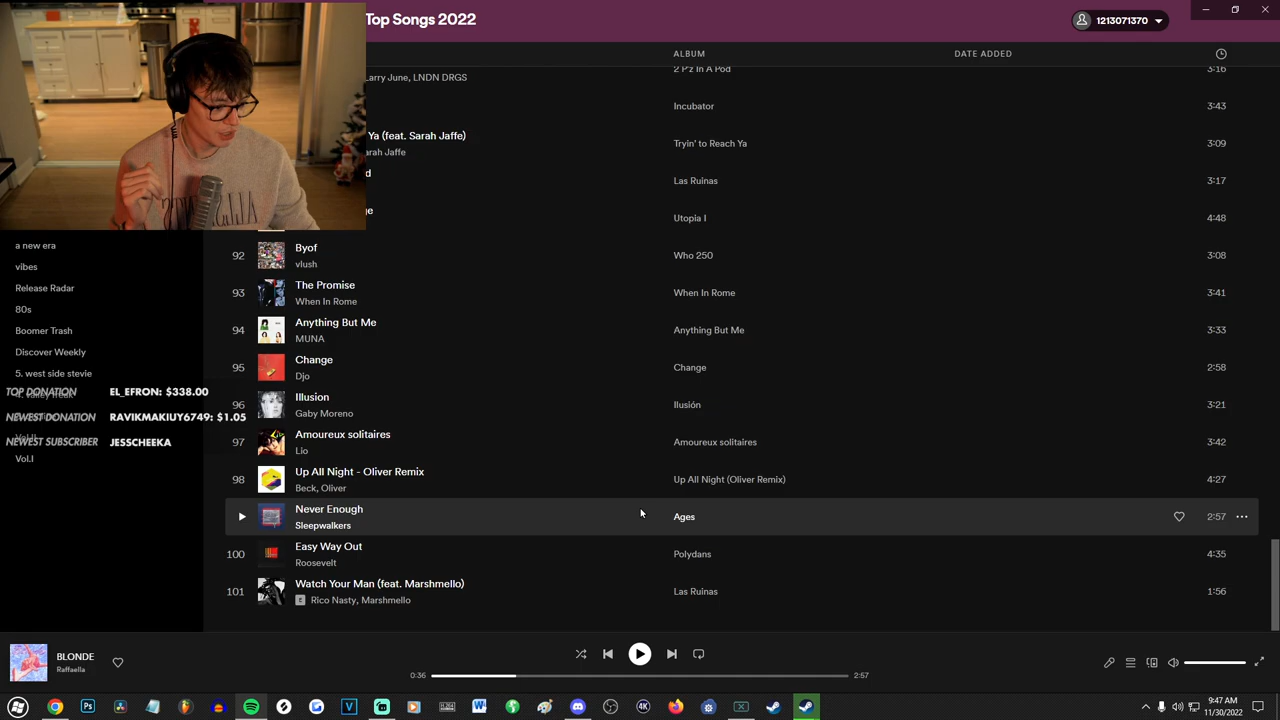 Top Songs 2022
1213071370
ALBUM DATE ADDED
2 P'z In A Pod 3:16
Larry June, LNDN DRGS
Incubator 3:43
Ya (feat. Sarah Jaffe)
arah Jaffe
Tryin' to Reach Ya 3:09
d
Las Ruinas 3:17
ge
Utopia I 4:48
92 Byof
vlush
Who 250 3:08
93 The Promise
When In Rome
When In Rome 3:41
94 Anything But Me
MUNA
Anything But Me 3:33
95 Change
Djo
Change 2:58
96 Illusion
Gaby Moreno
Ilusión 3:21
97 Amoureux solitaires
Lio
Amoureux solitaires 3:42
98 Up All Night - Oliver Remix
Beck, Oliver
Up All Night (Oliver Remix) 4:27
Never Enough
Sleepwalkers
Ages 2:57
100 Easy Way Out
Roosevelt
Polydans 4:35
101 Watch Your Man (feat. Marshmello)
E Rico Nasty, Marshmello
Las Ruinas 1:56
a new era
vibes
Release Radar
80s
Boomer Trash
Discover Weekly
5. west side stevie
TOP DONATION EL_EFRON: $338.00
4. valley freak
NEWEST DONATION RAVIKMAKIUY6749: $1.05
NEWEST SUBSCRIBER JESSCHEEKA
Vol.I
BLONDE
Raffaella
0:36 2:57
9:47 AM
11/30/2022